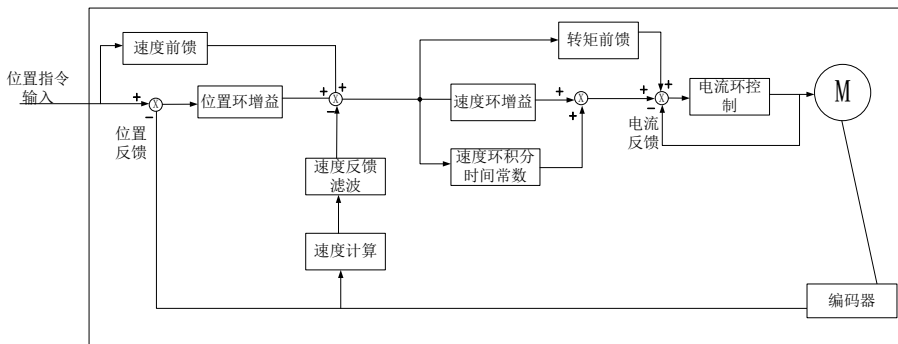 速度前馈
转矩前馈
位置指令
输入
+
−
X
位置环增益
+
+
−
X
速度环增益
+
+
X
+
+
−
X
电流环控
制
M
位置
反馈
电流
反馈
速度反馈
滤波
速度环积分
时间常数
速度计算
编码器